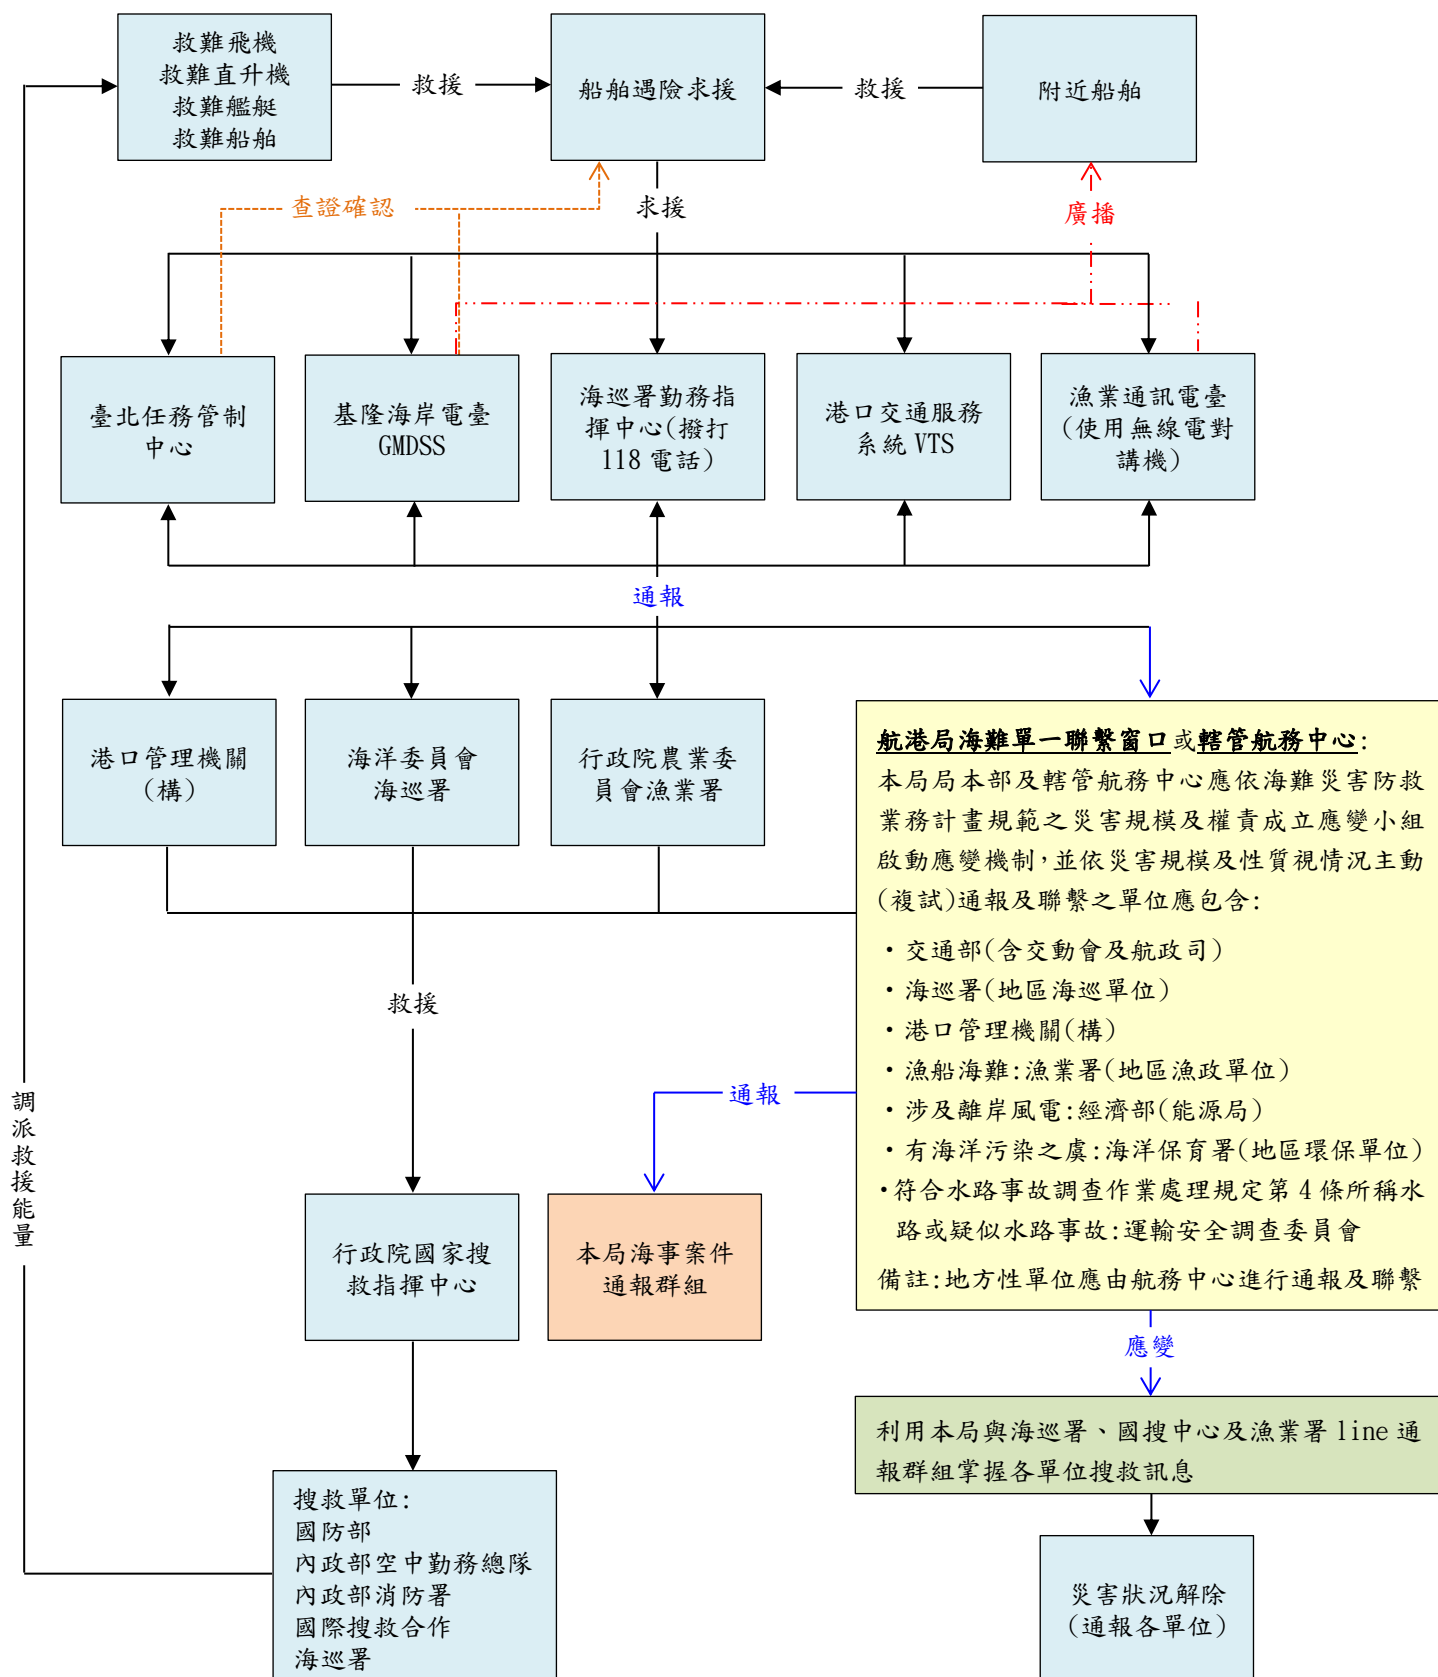 救難飛機
救難直升機
救難艦艇
救難船舶
救援
船舶遇險求援
救援
附近船舶
查證確認
求援
廣播
臺北任務管制
中心
基隆海岸電臺
GMDSS
海巡署勤務指
揮中心(撥打
118 電話)
港口交通服務
系統 VTS
漁業通訊電臺
(使用無線電對
講機)
通報
港口管理機關
(構)
海洋委員會
海巡署
行政院農業委
員會漁業署
航港局海難單一聯繫窗口或轄管航務中心:
本局局本部及轄管航務中心應依海難災害防救
業務計畫規範之災害規模及權責成立應變小組
啟動應變機制，並依災害規模及性質視情況主動
(複試)通報及聯繫之單位應包含:
・交通部(含交動會及航政司)
・海巡署(地區海巡單位)
・港口管理機關(構)
・漁船海難:漁業署(地區漁政單位)
・涉及離岸風電:經濟部(能源局)
・有海洋污染之虞:海洋保育署(地區環保單位)
・符合水路事故調查作業處理規定第 4 條所稱水
路或疑似水路事故:運輸安全調查委員會
備註:地方性單位應由航務中心進行通報及聯繫
救援
通報
調派救援能量
行政院國家搜
救指揮中心
本局海事案件
通報群組
應變
利用本局與海巡署、國搜中心及漁業署 line 通
報群組掌握各單位搜救訊息
搜救單位:
國防部
內政部空中勤務總隊
內政部消防署
國際搜救合作
海巡署
災害狀況解除
(通報各單位)